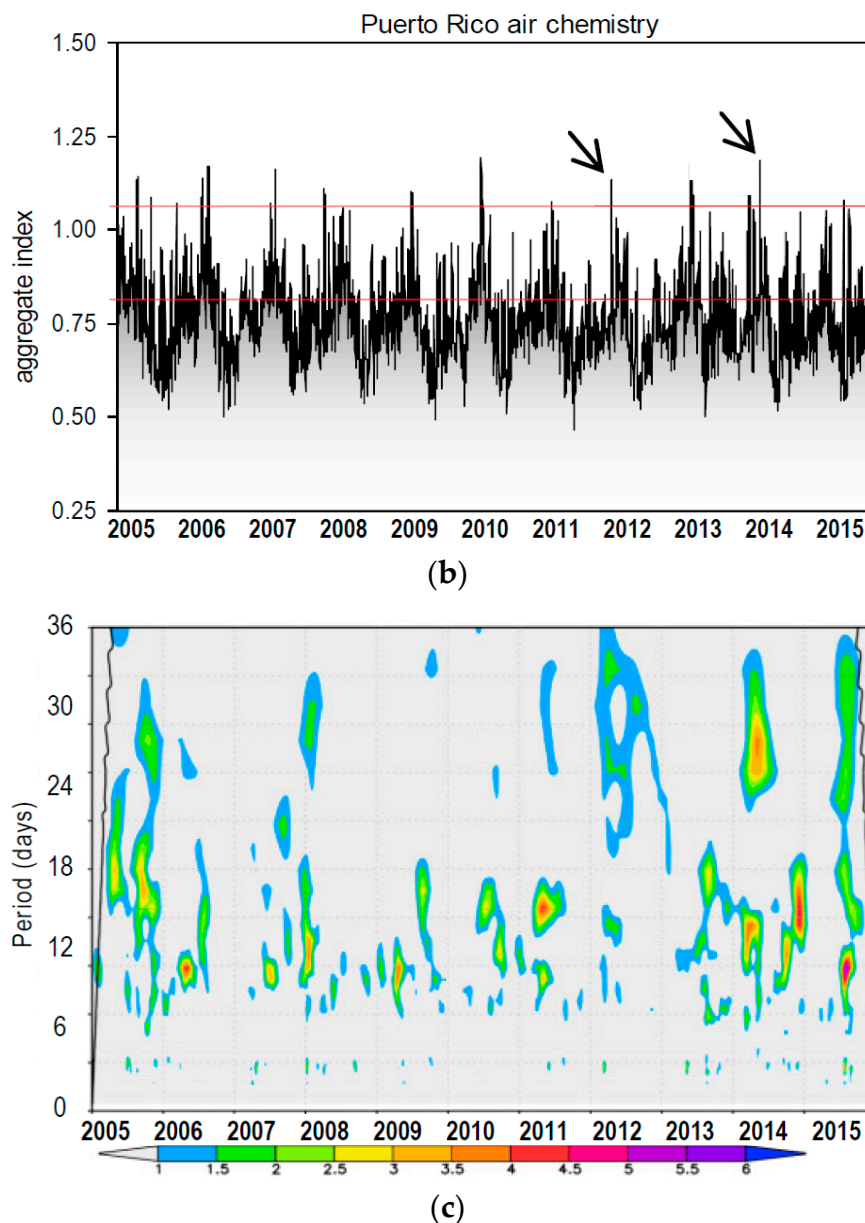 Puerto Rico air chemistry
1.50
1.25
1.00
0.75
0.50
0.25
aggregate index
2005 2006 2007 2008 2009 2010 2011 2012 2013 2014 2015
(b)
36
30
24
18
12
6
0
Period (days)
2005 2006 2007 2008 2009 2010 2011 2012 2013 2014 2015
1 1.5 2 2.5 3 3.5 4 4.5 5 5.5 6
(c)